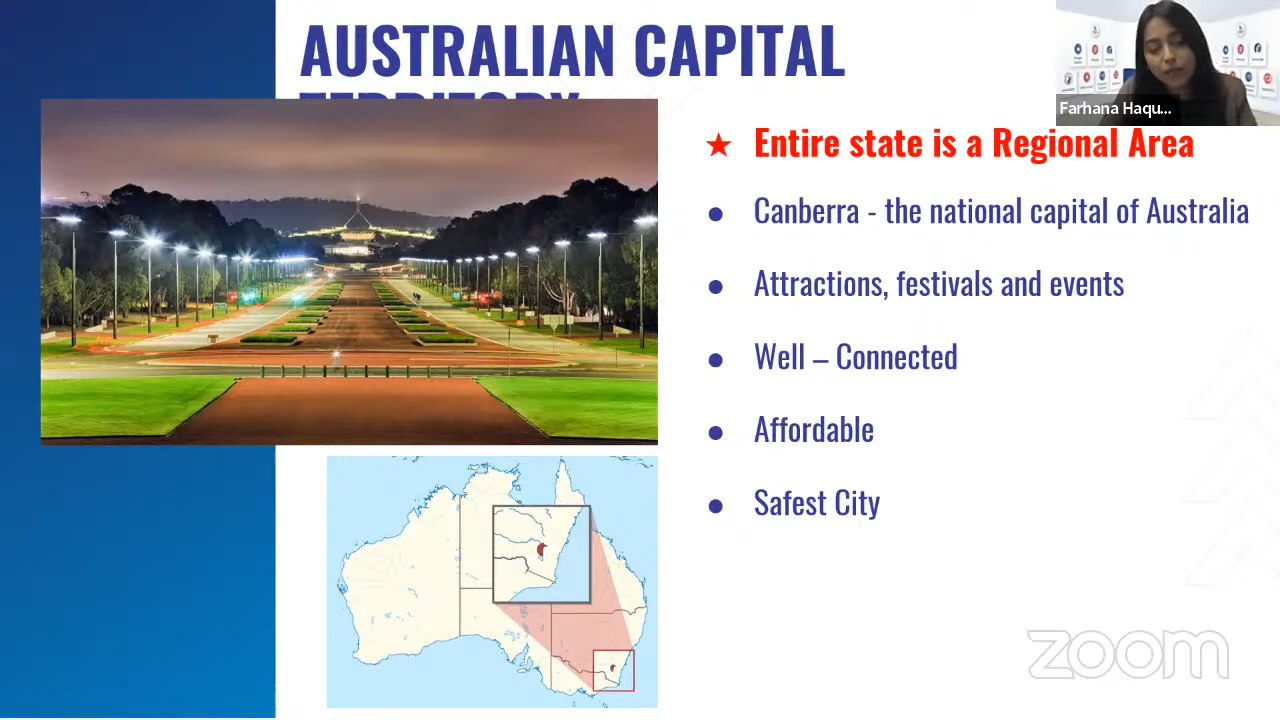 AUSTRALIAN CAPITAL
TERRITORY
Farhana Haqu...
★ Entire state is a Regional Area
● Canberra - the national capital of Australia
● Attractions, festivals and events
● Well – Connected
● Affordable
● Safest City
zoom